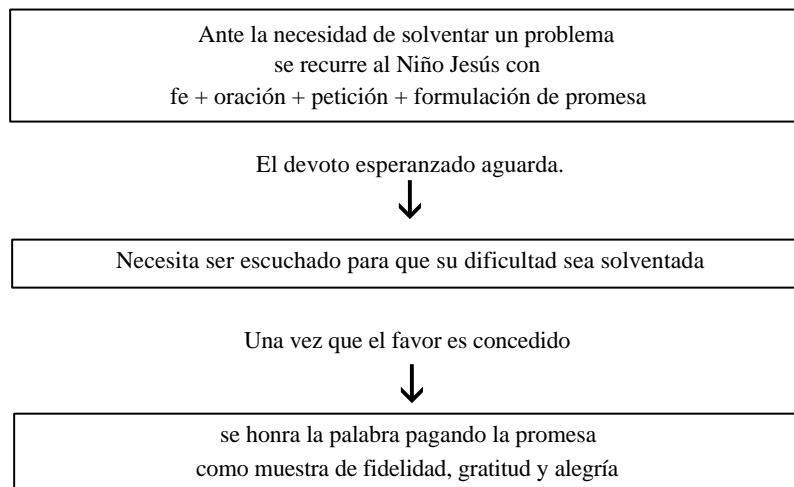 Ante la necesidad de solventar un problema
se recurre al Niño Jesús con
fe + oración + petición + formulación de promesa
El devoto esperanzado aguarda.
Necesita ser escuchado para que su dificultad sea solventada
Una vez que el favor es concedido
se honra la palabra pagando la promesa
como muestra de fidelidad, gratitud y alegría